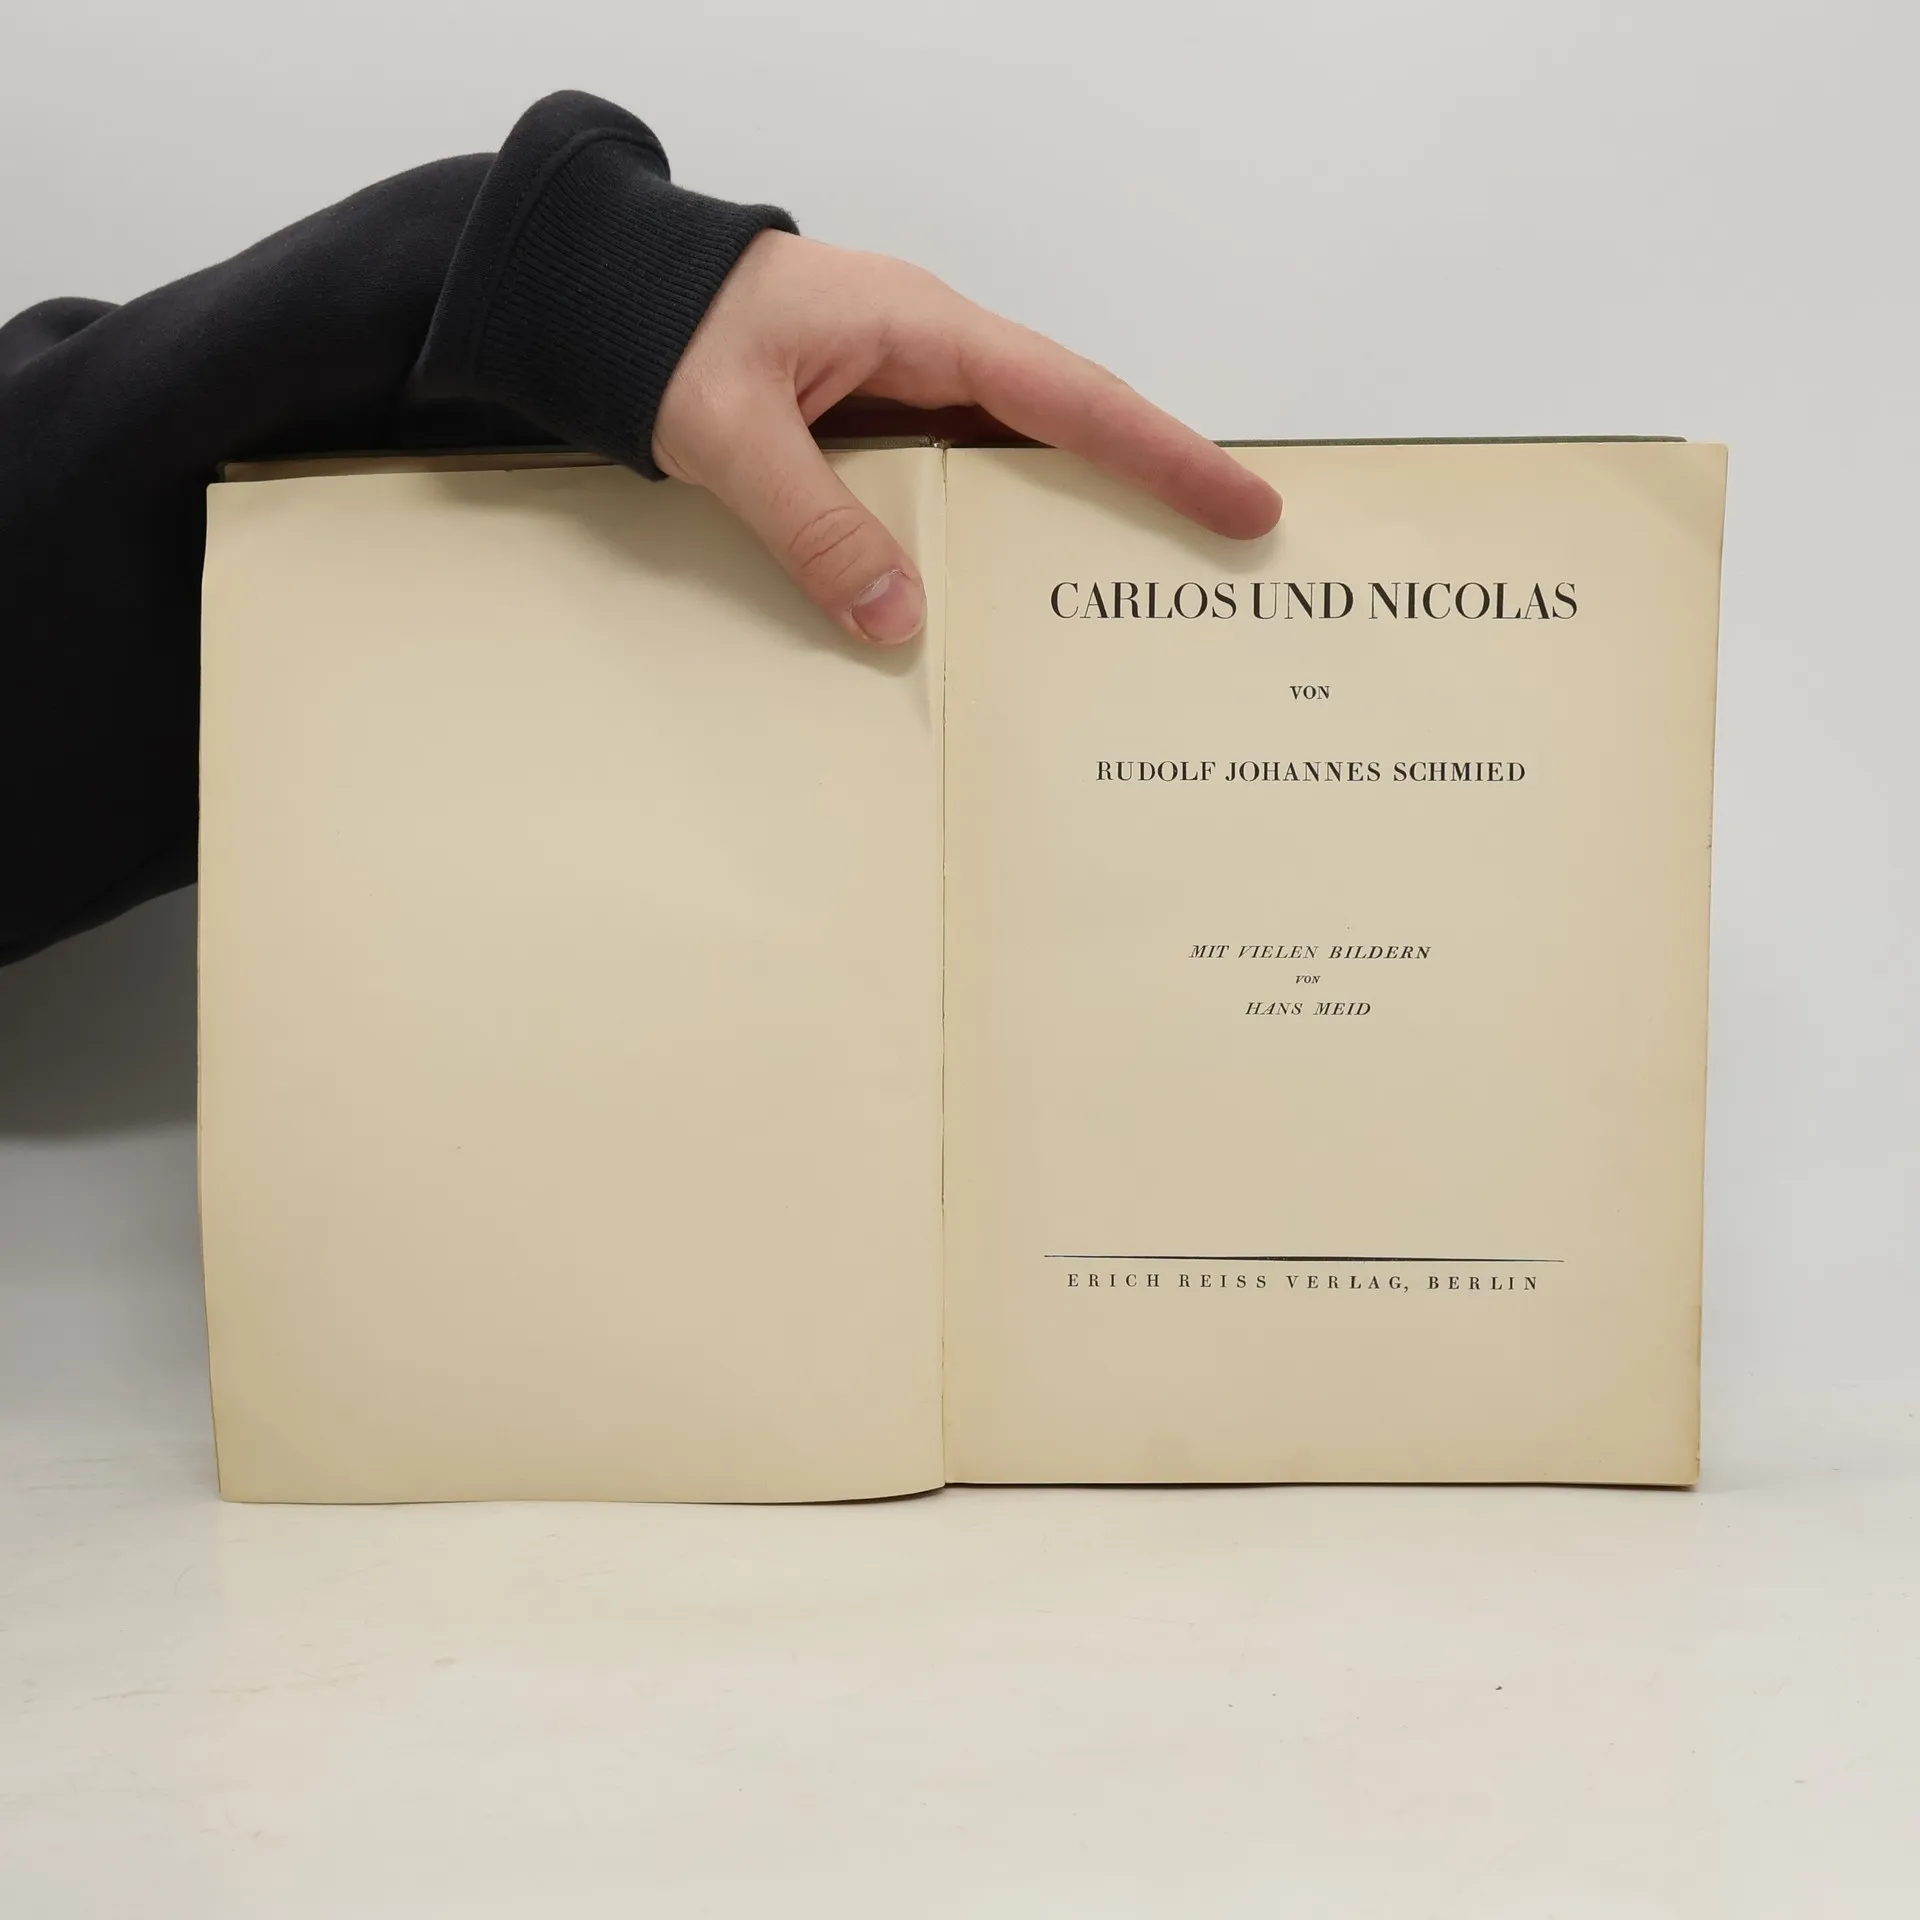 CARLOS UND NICOLAS
VON
RUDOLF JOHANNES SCHMIED
MIT VIELEN BILDERN
VON
HANS MEID
ERICH REISS VERLAG, BERLIN